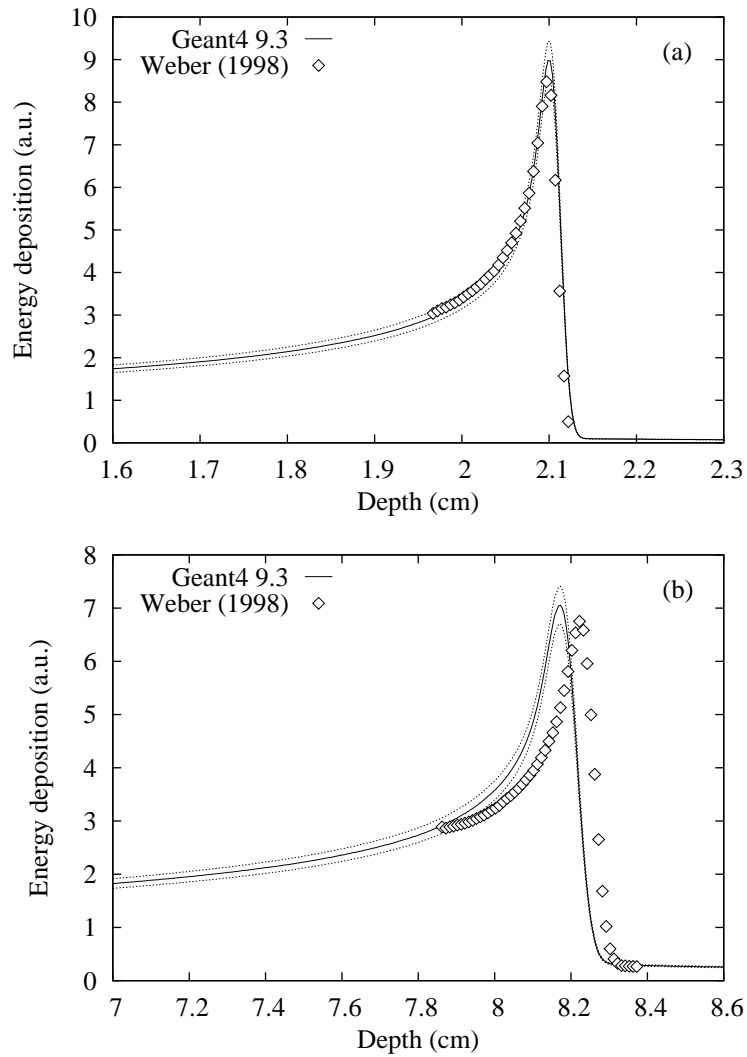 10
9
8
7
6
5
4
3
2
1
0
Energy deposition (a.u.)
Geant4 9.3
Weber (1998)
(a)
1.6 1.7 1.8 1.9 2 2.1 2.2 2.3
Depth (cm)
8
7
6
5
4
3
2
1
0
Energy deposition (a.u.)
Geant4 9.3
Weber (1998)
(b)
7 7.2 7.4 7.6 7.8 8 8.2 8.4 8.6
Depth (cm)